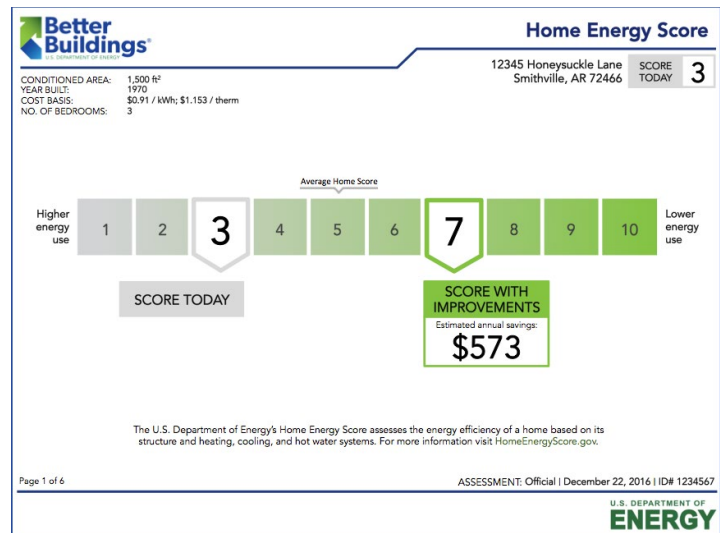 Better
Buildings®
U.S. DEPARTMENT OF ENERGY
Home Energy Score
12345 Honeysuckle Lane
Smithville, AR 72466
SCORE
TODAY
3
CONDITIONED AREA: 1,500 ft²
YEAR BUILT: 1970
COST BASIS: $0.91 / kWh; $1.153 / therm
NO. OF BEDROOMS: 3
Average Home Score
Higher
energy
use
1 2 3 4 5 6 7 8 9 10
Lower
energy
use
SCORE TODAY
SCORE WITH
IMPROVEMENTS
Estimated annual savings:
$573
The U.S. Department of Energy's Home Energy Score assesses the energy efficiency of a home based on its
structure and heating, cooling, and hot water systems. For more information visit HomeEnergyScore.gov.
Page 1 of 6
ASSESSMENT: Official | December 22, 2016 | ID# 1234567
U.S. DEPARTMENT OF
ENERGY